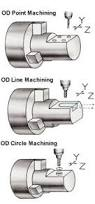 OD Point Machining
Y
Z
OD Line Machining
Y
Z
OD Circle Machining
Y
Z